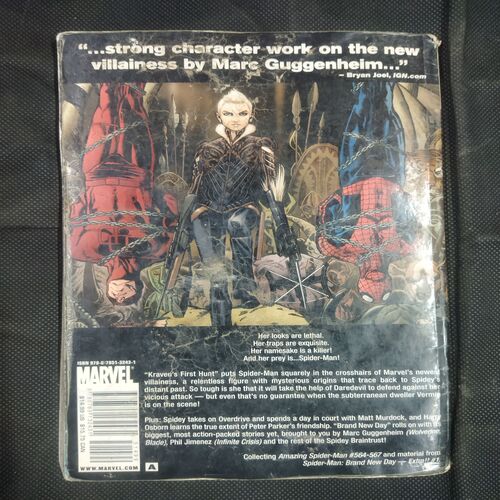 “...strong character work on the new
villainess by Marc Guggenheim...”
– Bryan Joel, IGN.com
Her looks are lethal.
Her traps are exquisite.
Her namesake is a killer!
And her prey is...Spider-Man!
ISBN 978-0-7851-3243-1
MARVEL
"Kraven's First Hunt" puts Spider-Man squarely in the crosshairs of Marvel's newest
villainess, a relentless figure with mysterious origins that trace back to Spidey's
distant past. So tough is she that it will take the help of Daredevil to defend against her
vicious attack — but even that's no guarantee when the subterranean dweller Vermin
is on the scene!
Plus: Spidey takes on Overdrive and spends a day in court with Matt Murdock, and Harry
Osborn learns the true extent of Peter Parker's friendship. "Brand New Day" rolls on with its
biggest, most action-packed stories yet, brought to you by Marc Guggenheim (Wolverine,
Blade), Phil Jimenez (Infinite Crisis) and the rest of the Spidey Braintrust!
Collecting Amazing Spider-Man #564-567 and material from
Spider-Man: Brand New Day — Extra!! #1
WWW.MARVEL.COM
A